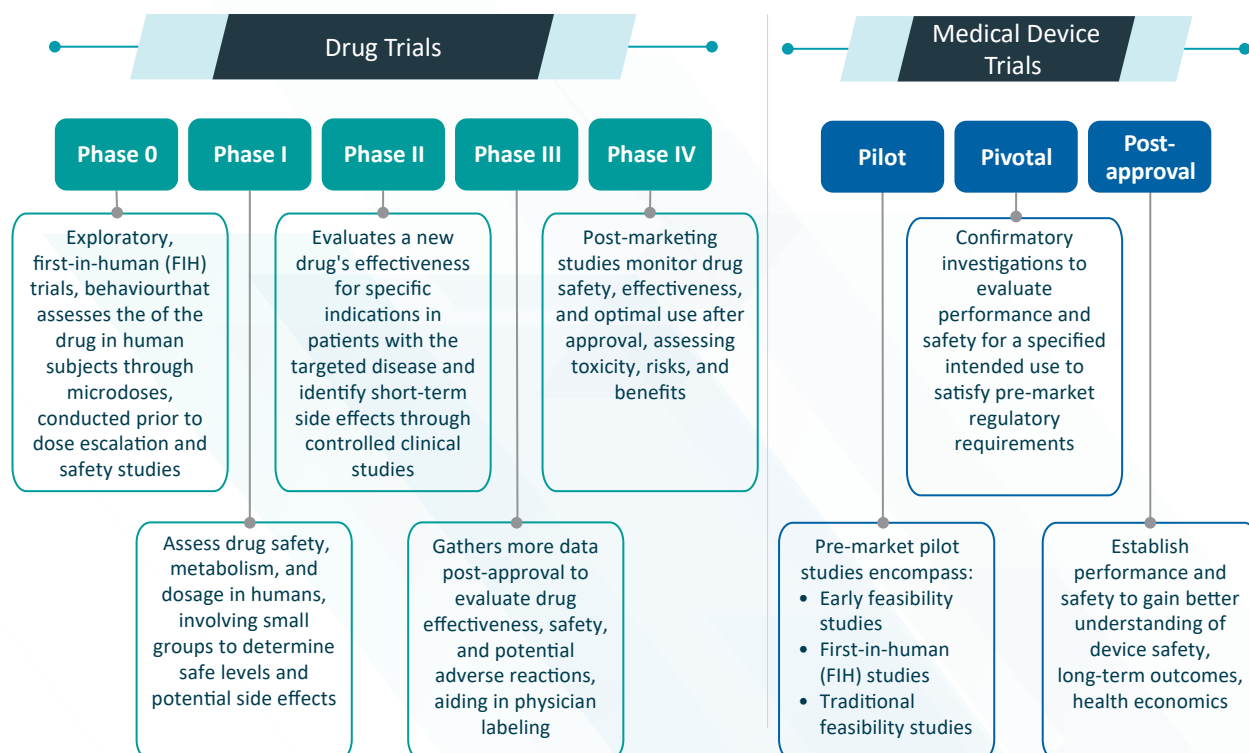 Drug Trials
Medical Device
Trials
Phase 0
Phase I
Phase II
Phase III
Phase IV
Pilot
Pivotal
Post-
approval
Exploratory,
first-in-human (FIH)
trials, behaviourthat
assesses the of the
drug in human
subjects through
microdoses,
conducted prior to
dose escalation and
safety studies
Evaluates a new
drug's effectiveness
for specific
indications in
patients with the
targeted disease and
identify short-term
side effects through
controlled clinical
studies
Post-marketing
studies monitor drug
safety, effectiveness,
and optimal use after
approval, assessing
toxicity, risks, and
benefits
Confirmatory
investigations to
evaluate
performance and
safety for a specified
intended use to
satisfy pre-market
regulatory
requirements
Assess drug safety,
metabolism, and
dosage in humans,
involving small
groups to determine
safe levels and
potential side effects
Gathers more data
post-approval to
evaluate drug
effectiveness, safety,
and potential
adverse reactions,
aiding in physician
labeling
Pre-market pilot
studies encompass:
• Early feasibility
studies
• First-in-human
(FIH) studies
• Traditional
feasibility studies
Establish
performance and
safety to gain better
understanding of
device safety,
long-term outcomes,
health economics